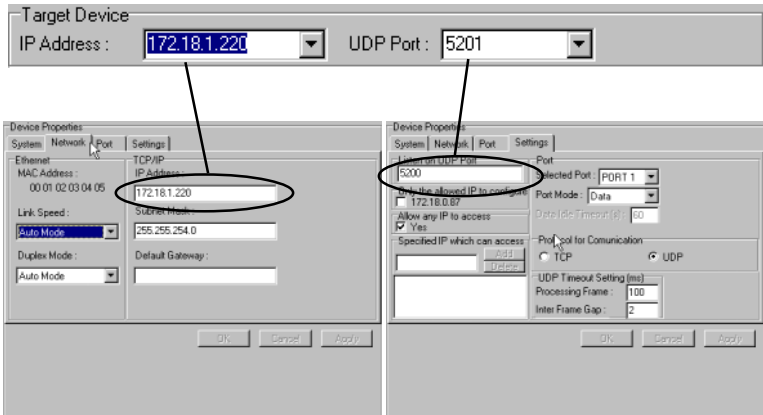 Target Device
IP Address : 172.18.1.220 UDP Port : 5201
Device Properties
System Network Port Settings
Ethernet
MAC Address :
00 01 02 03 04 05
Link Speed :
Auto Mode
Duplex Mode :
Auto Mode
TCP/IP
IP Address :
172.18.1.220
Subnet Mask :
255.255.254.0
Default Gateway :
OK Cancel Apply
Device Properties
System Network Port Settings
Listen on UDP Port
5200
Only the allowed IP to configure
172.18.0.87
Allow any IP to access
Yes
Specified IP which can access
Add
Delete
Port
Selected Port : PORT 1
Port Mode : Data
Data Idle Timeout (s) : 60
Protocol for Comunication
TCP UDP
UDP Timeout Setting (ms)
Processing Frame : 100
Inter Frame Gap : 2
OK Cancel Apply